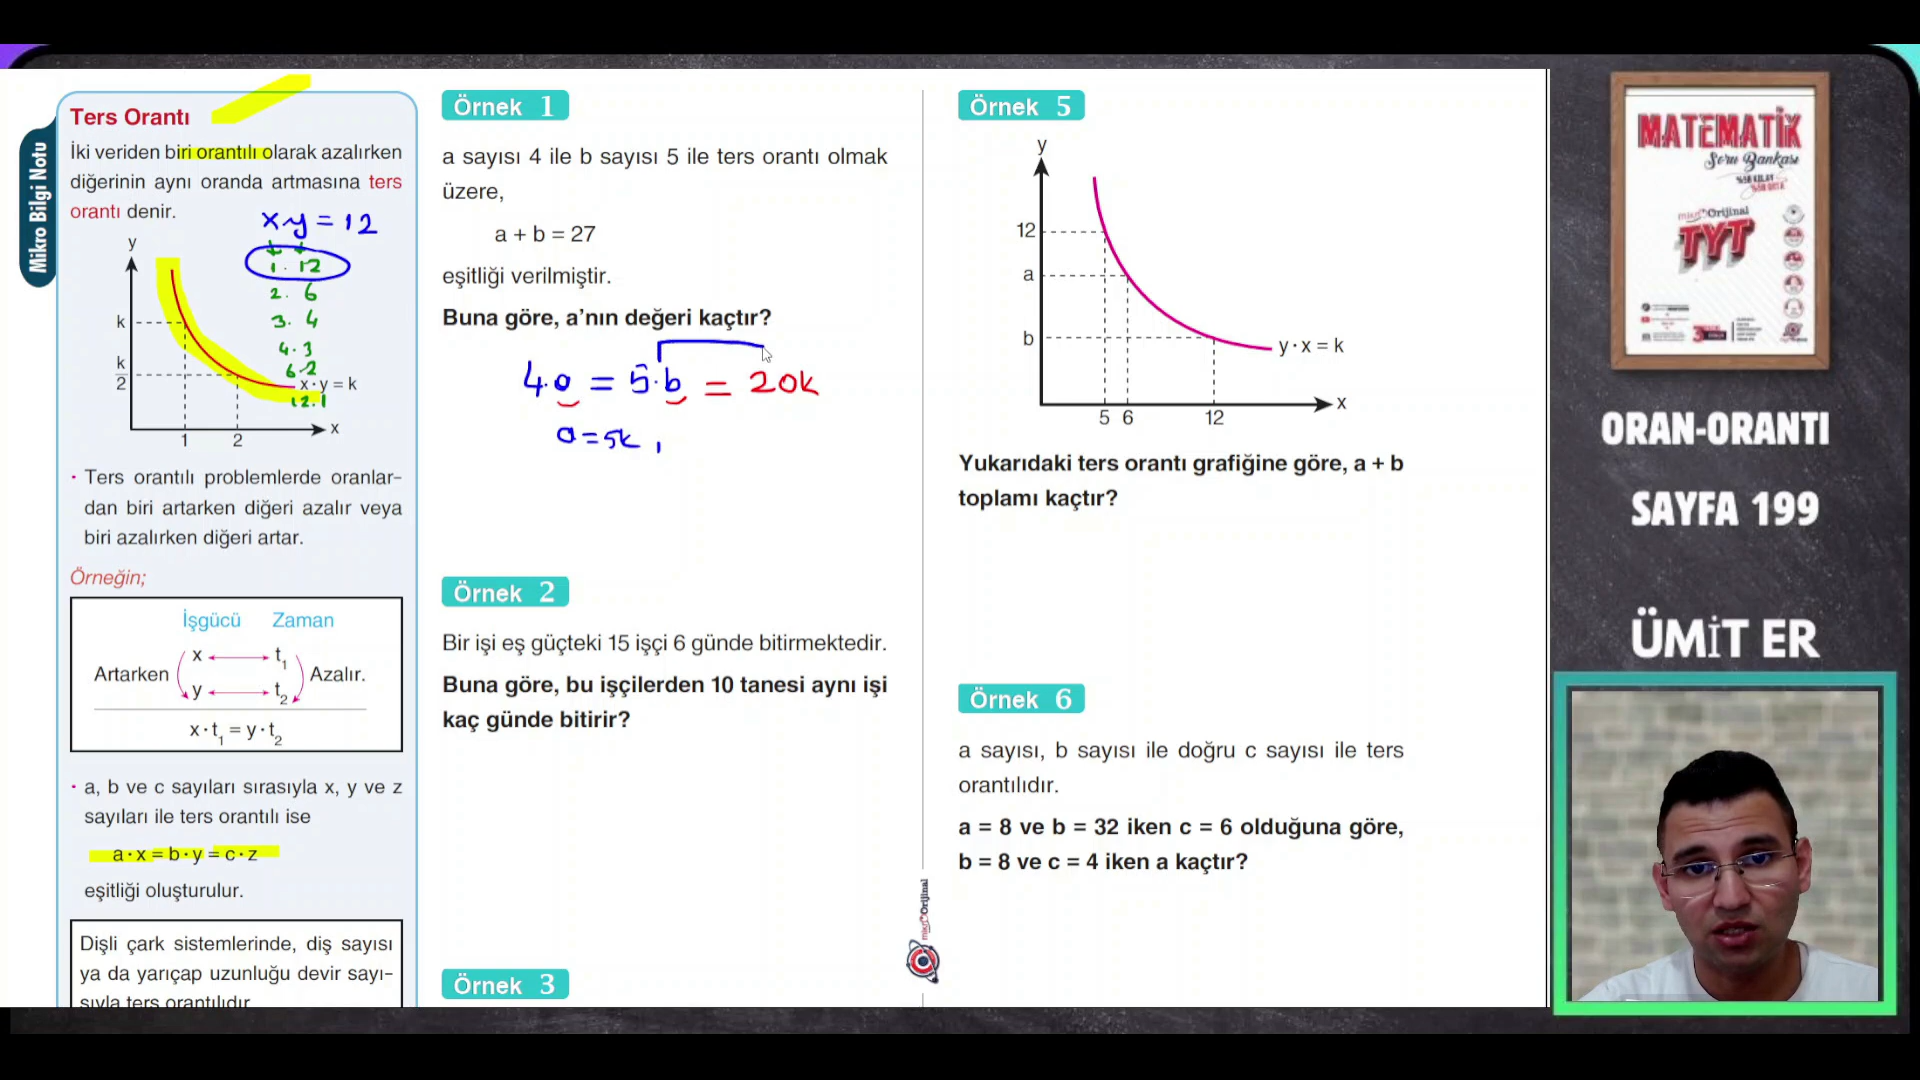 Mikro Bilgi Notu
Ters Orantı
İki veriden biri orantılı olarak azalırken
diğerinin aynı oranda artmasına ters
orantı denir.
x·y = 12
1. 12
2. 6
3. 4
4. 3
6.2
12.1
y
k
k
2
1
2
x
x·y = k
· Ters orantılı problemlerde oranlar-
dan biri artarken diğeri azalır veya
biri azalırken diğeri artar.
Örneğin;
İşgücü Zaman
x t1
Artarken Azalır.
y t2
x·t1 = y·t2
· a, b ve c sayıları sırasıyla x, y ve z
sayıları ile ters orantılı ise
a·x = b·y = c·z
eşitliği oluşturulur.
Dişli çark sistemlerinde, diş sayısı
ya da yarıçap uzunluğu devir sayı-
sıyla ters orantılıdır
Örnek 1
a sayısı 4 ile b sayısı 5 ile ters orantı olmak
üzere,
a + b = 27
eşitliği verilmiştir.
Buna göre, a'nın değeri kaçtır?
4.a = 5.b = 20k
a = 5k ,
Örnek 2
Bir işi eş güçteki 15 işçi 6 günde bitirmektedir.
Buna göre, bu işçilerden 10 tanesi aynı işi
kaç günde bitirir?
Örnek 3
mikro Orijinal
Örnek 5
y
12
a
b
5 6 12
x
y·x = k
Yukarıdaki ters orantı grafiğine göre, a + b
toplamı kaçtır?
Örnek 6
a sayısı, b sayısı ile doğru c sayısı ile ters
orantılıdır.
a = 8 ve b = 32 iken c = 6 olduğuna göre,
b = 8 ve c = 4 iken a kaçtır?
MATEMATİK
Soru Bankası
mikro Orijinal
TYT
ORAN-ORANTI
SAYFA 199
ÜMİT ER